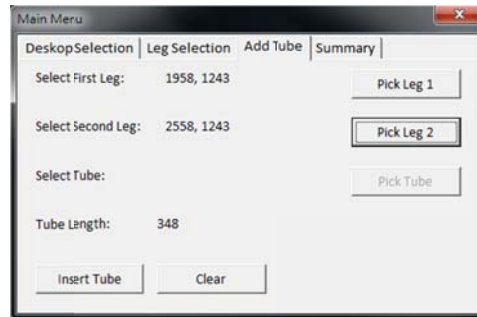 Main Meru
DeskopSelection Leg Selection Add Tube Summary
Select First Leg: 1958, 1243 Pick Leg 1
Select Second Leg: 2558, 1243 Pick Leg 2
Select Tube: Pick Tube
Tube Length: 348
Insert Tube Clear